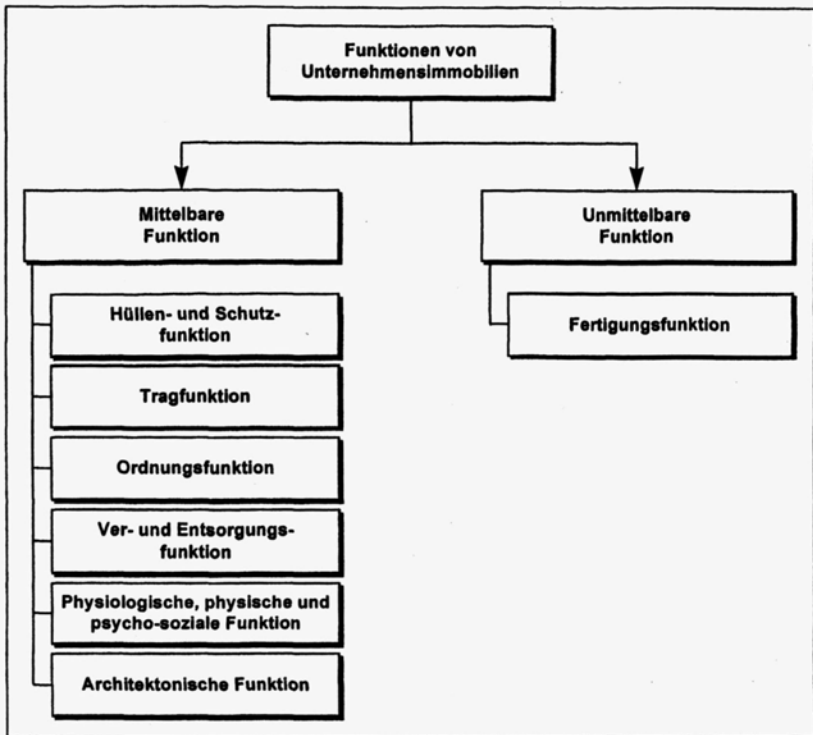 Funktionen von
Unternehmensimmobilien
Mittelbare
Funktion
Hüllen- und Schutz-
funktion
Tragfunktion
Ordnungsfunktion
Ver- und Entsorgungs-
funktion
Physiologische, physische und
psycho-soziale Funktion
Architektonische Funktion
Unmittelbare
Funktion
Fertigungsfunktion